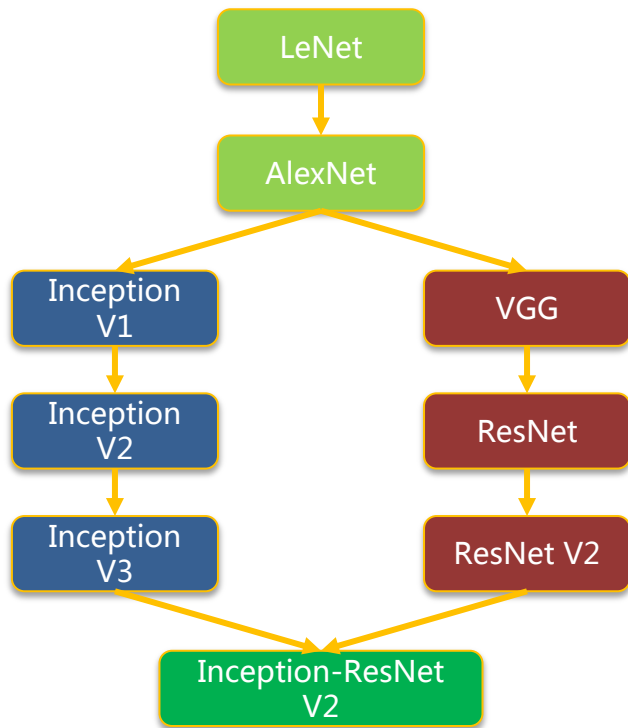 LeNet
AlexNet
Inception
V1
VGG
Inception
V2
ResNet
Inception
V3
ResNet V2
Inception-ResNet
V2